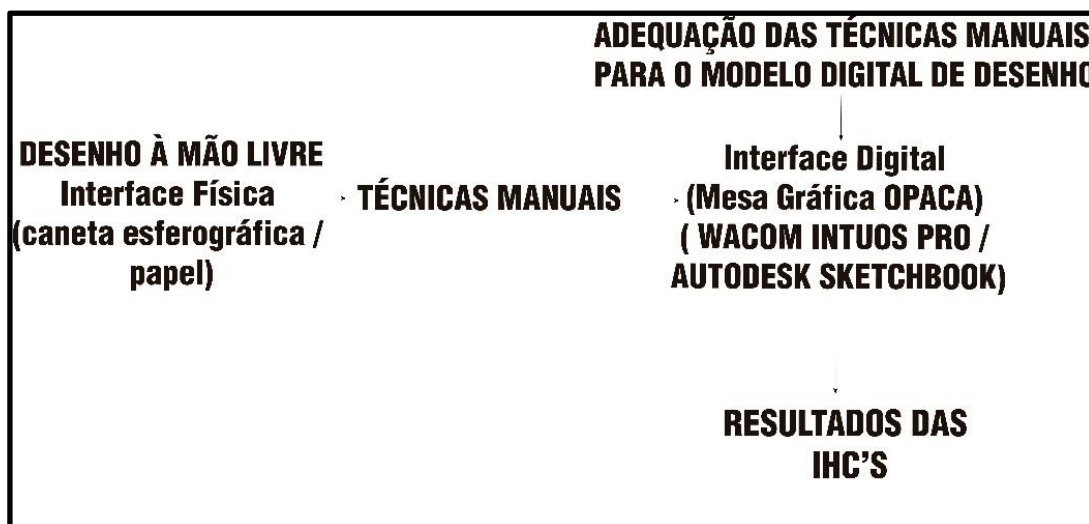 ADEQUAÇÃO DAS TÉCNICAS MANUAIS
PARA O MODELO DIGITAL DE DESENHO
DESENHO À MÃO LIVRE
Interface Física
(caneta esferográfica /
papel)
TÉCNICAS MANUAIS
Interface Digital
(Mesa Gráfica OPACA)
( WACOM INTUOS PRO /
AUTODESK SKETCHBOOK)
RESULTADOS DAS
IHC'S